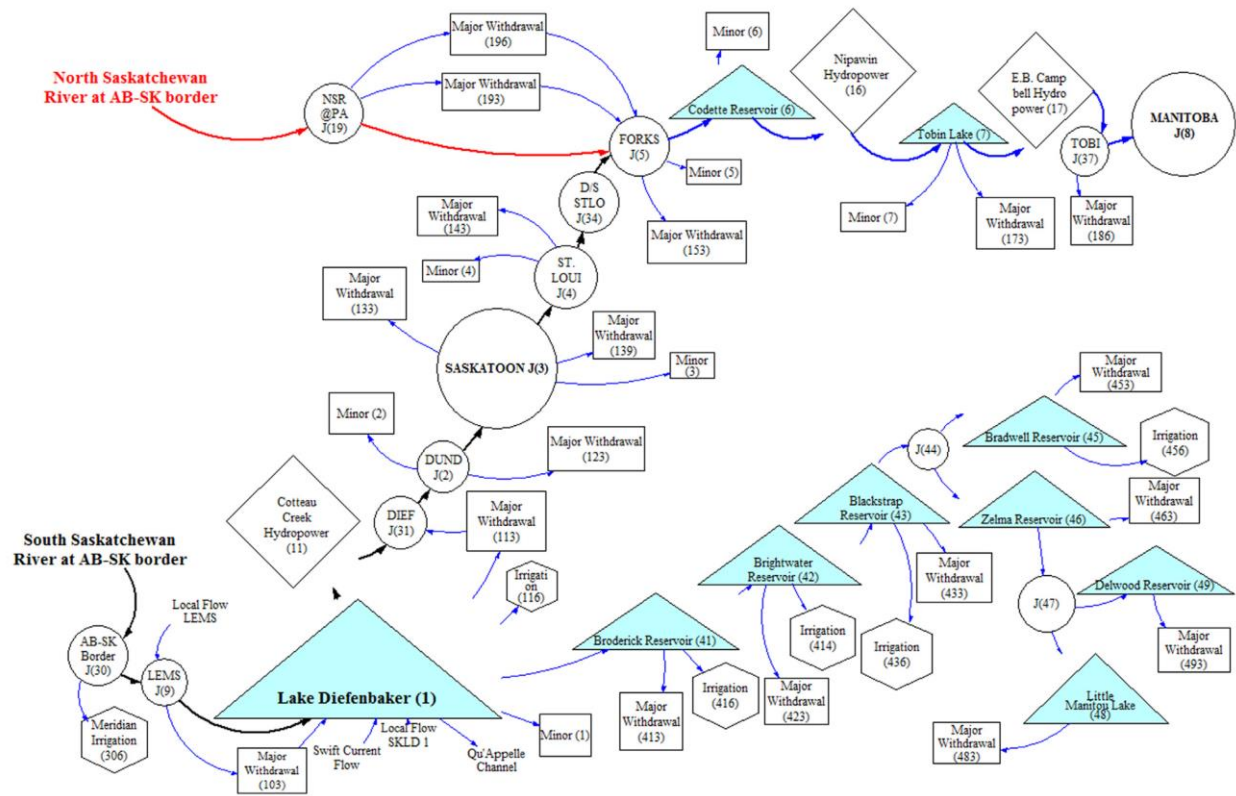 North Saskatchewan
River at AB-SK border
NSR
@PA
J(19)
Major Withdrawal
(196)
Major Withdrawal
(193)
FORKS
J(5)
Minor (6)
Codette Reservoir (6)
Nipawin
Hydropower
(16)
Tobin Lake (7)
E.B. Camp
bell Hydro
power (17)
TOBI
J(37)
MANITOBA
J(8)
Minor (5)
Major Withdrawal
(153)
Minor (7)
Major
Withdrawal
(173)
Major
Withdrawal
(186)
D/S
STLO
J(34)
Major
Withdrawal
(143)
Minor (4)
ST.
LOUI
J(4)
Major
Withdrawal
(133)
SASKATOON J(3)
Major
Withdrawal
(139)
Minor
(3)
Minor (2)
DUND
J(2)
Major Withdrawal
(123)
Cotteau
Creek
Hydropower
(11)
DIEF
J(31)
Major
Withdrawal
(113)
Irrigati
on
(116)
South Saskatchewan
River at AB-SK border
Local Flow
LEMS
AB-SK
Border
J(30)
LEMS
J(9)
Meridian
Irrigation
(306)
Major
Withdrawal
(103)
Lake Diefenbaker (1)
Swift Current
Flow
Local Flow
SKLD 1
Qu'Appelle
Channel
Minor (1)
Broderick Reservoir (41)
Major
Withdrawal
(413)
Irrigation
(416)
Brightwater
Reservoir (42)
Major
Withdrawal
(423)
Irrigation
(414)
Blackstrap
Reservoir (43)
Irrigation
(436)
Major
Withdrawal
(433)
J(44)
Major
Withdrawal
(453)
Bradwell Reservoir (45)
Irrigation
(456)
Zelma Reservoir (46)
Major
Withdrawal
(463)
J(47)
Delwood Reservoir (49)
Major
Withdrawal
(493)
Little
Manitou Lake
(48)
Major
Withdrawal
(483)